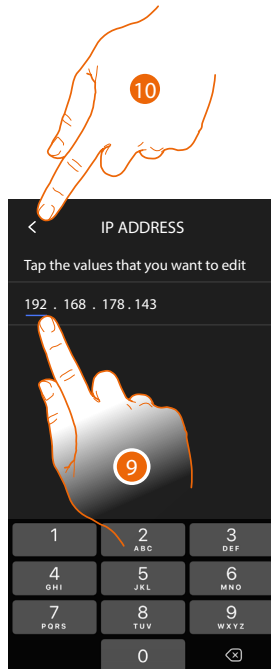 10
< IP ADDRESS
Tap the values that you want to edit
192 . 168 . 178 . 143
9
1 2 3
ABC DEF
4 5 6
GHI JKL MNO
7 8 9
PQRS TUV WXYZ
0